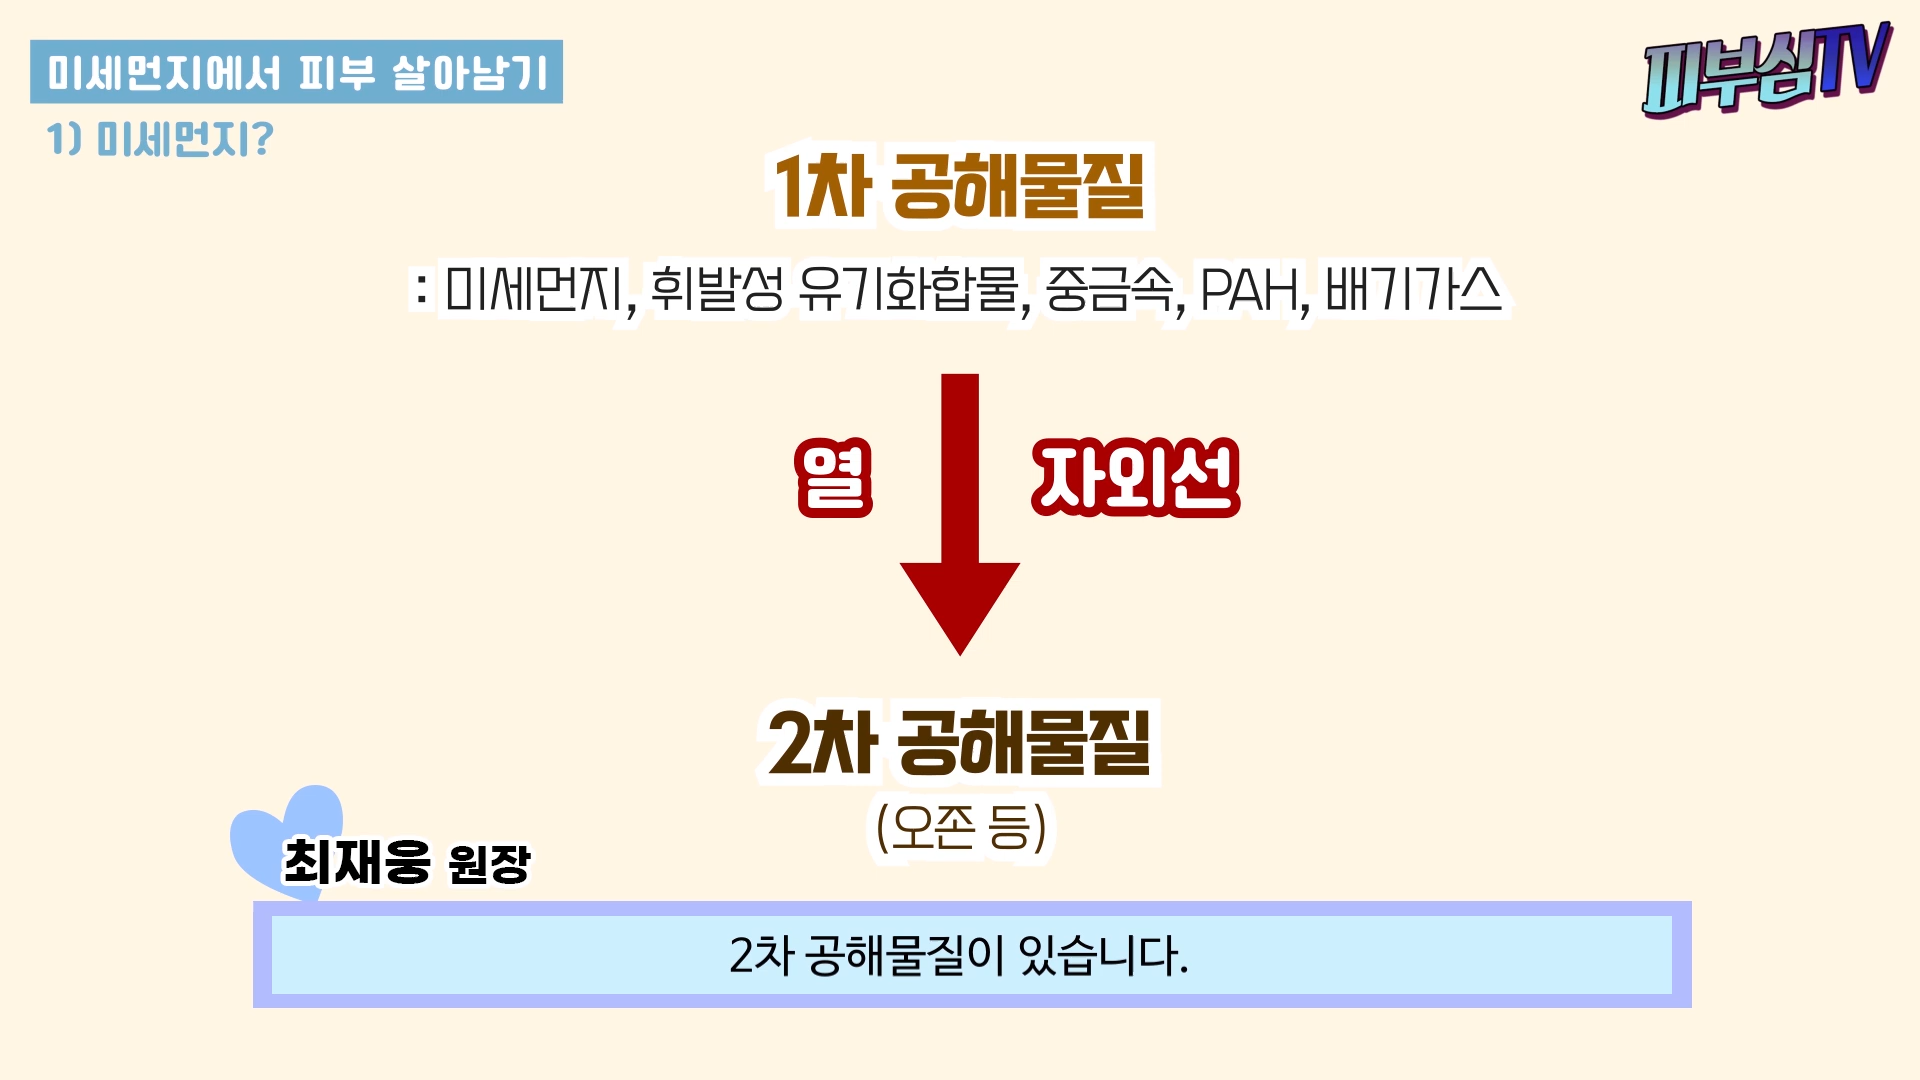 미세먼지에서 피부 살아남기
피부심TV
1) 미세먼지?
1차 공해물질
: 미세먼지, 휘발성 유기화합물, 중금속, PAH, 배기가스
열 자외선
2차 공해물질
(오존 등)
최재웅 원장
2차 공해물질이 있습니다.